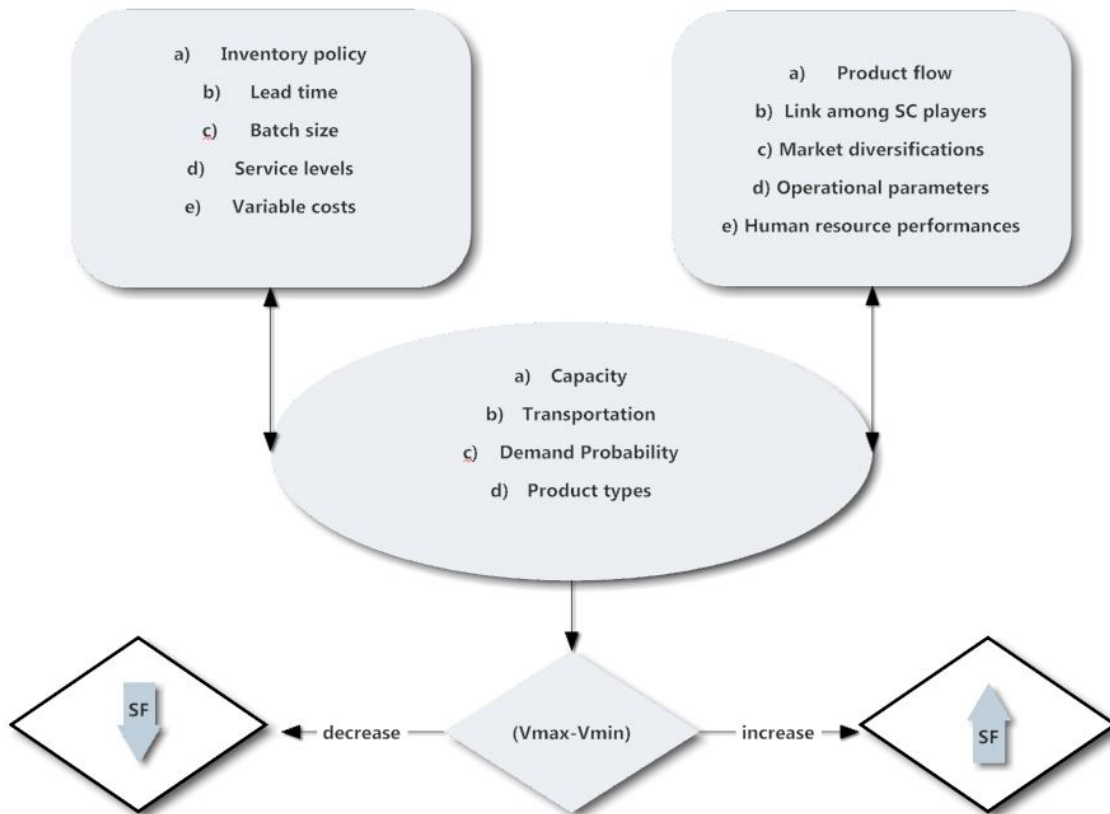 a) Inventory policy
b) Lead time
c) Batch size
d) Service levels
e) Variable costs
a) Product flow
b) Link among SC players
c) Market diversifications
d) Operational parameters
e) Human resource performances
a) Capacity
b) Transportation
c) Demand Probability
d) Product types
SF
decrease
(Vmax-Vmin)
increase
SF